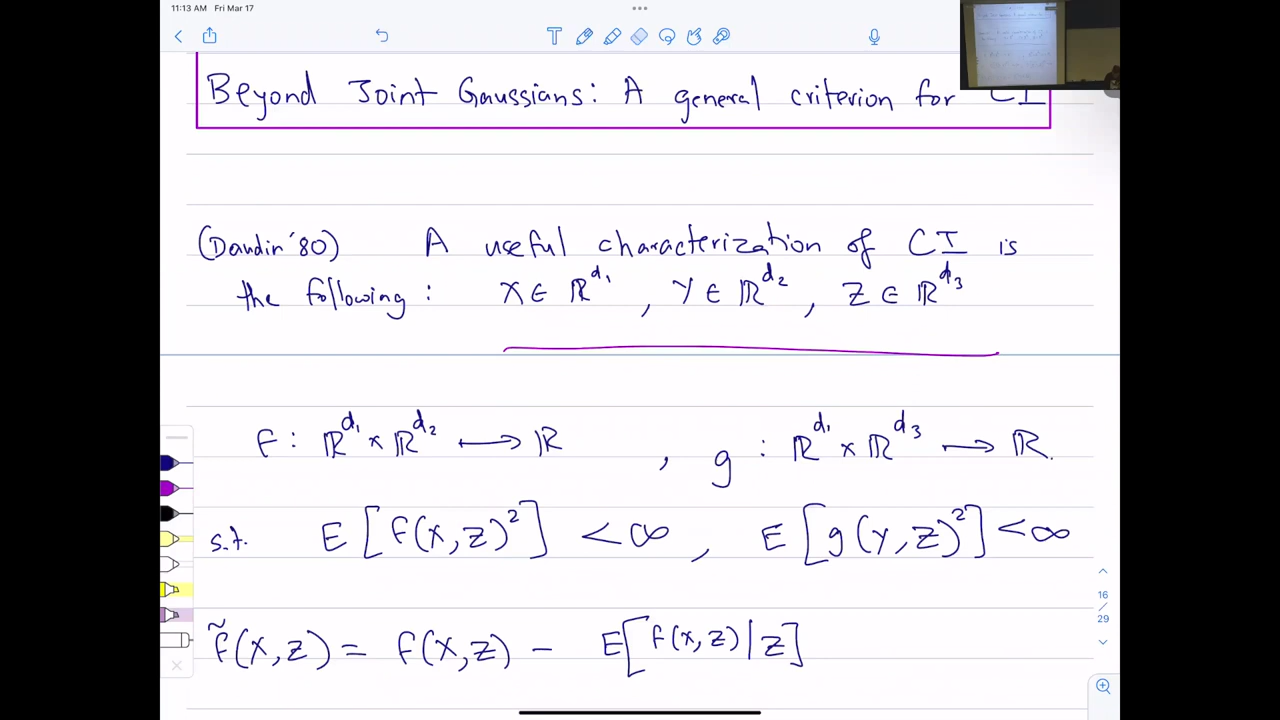 11:13 AM Fri Mar 17
Beyond Joint Gaussians: A general criterion for CI
(Daudin '80) A useful characterization of CI is
the following: X ∈ ℝ^{d₁}, Y ∈ ℝ^{d₂}, Z ∈ ℝ^{d₃}
F: ℝ^{d₁} × ℝ^{d₂} ⟼ ℝ, g: ℝ^{d₁} × ℝ^{d₃} ⟼ ℝ.
s.t. E[f(X,Z)²] < ∞, E[g(Y,Z)²] < ∞
f̃(X,Z) = f(X,Z) - E[f(X,Z)|Z]
16
/
29